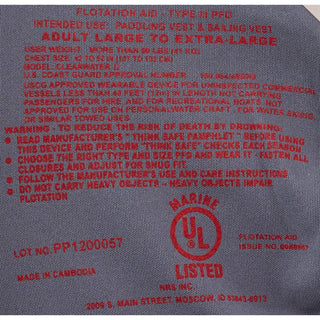 FLOTATION AID - TYPE III PFD
INTENDED USE: PADDLING VEST & SAILING VEST
ADULT LARGE TO EXTRA-LARGE
USER WEIGHT: MORE THAN 90 LBS (41 KG)
CHEST SIZE: 42 TO 52 IN (107 TO 132 CM)
MODEL: CLEARWATER
U.S. COAST GUARD APPROVAL NUMBER
USCG APPROVED WEARABLE DEVICE FOR UNINSPECTED COMMERCIAL
VESSELS LESS THAN 40 FEET (12 M) IN LENGTH NOT CARRYING
PASSENGERS FOR HIRE, AND FOR RECREATIONAL BOATS. NOT
APPROVED FOR USE ON PERSONAL WATER CRAFT, FOR WATER SKIING,
OR SIMILAR USES.
WARNING - TO REDUCE THE RISK OF DEATH BY DROWNING:
• READ MANUFACTURER'S "THINK SAFE PAMPHLET" BEFORE USING
THIS DEVICE AND PERFORM "THINK SAFE" CHECKS EACH SEASON
• CHOOSE THE RIGHT TYPE AND SIZE PFD AND WEAR IT - FASTEN ALL
CLOSURES AND ADJUST FOR SNUG FIT
• FOLLOW THE MANUFACTURER'S USE AND CARE INSTRUCTIONS
• DO NOT CARRY HEAVY OBJECTS - HEAVY OBJECTS IMPAIR
FLOTATION
MARINE
UL
®
LISTED
NRS INC.
LOT NO. PP1200057
FLOTATION AID
ISSUE NO.
MADE IN CAMBODIA
2009 S. MAIN STREET, MOSCOW, ID 83843-8913